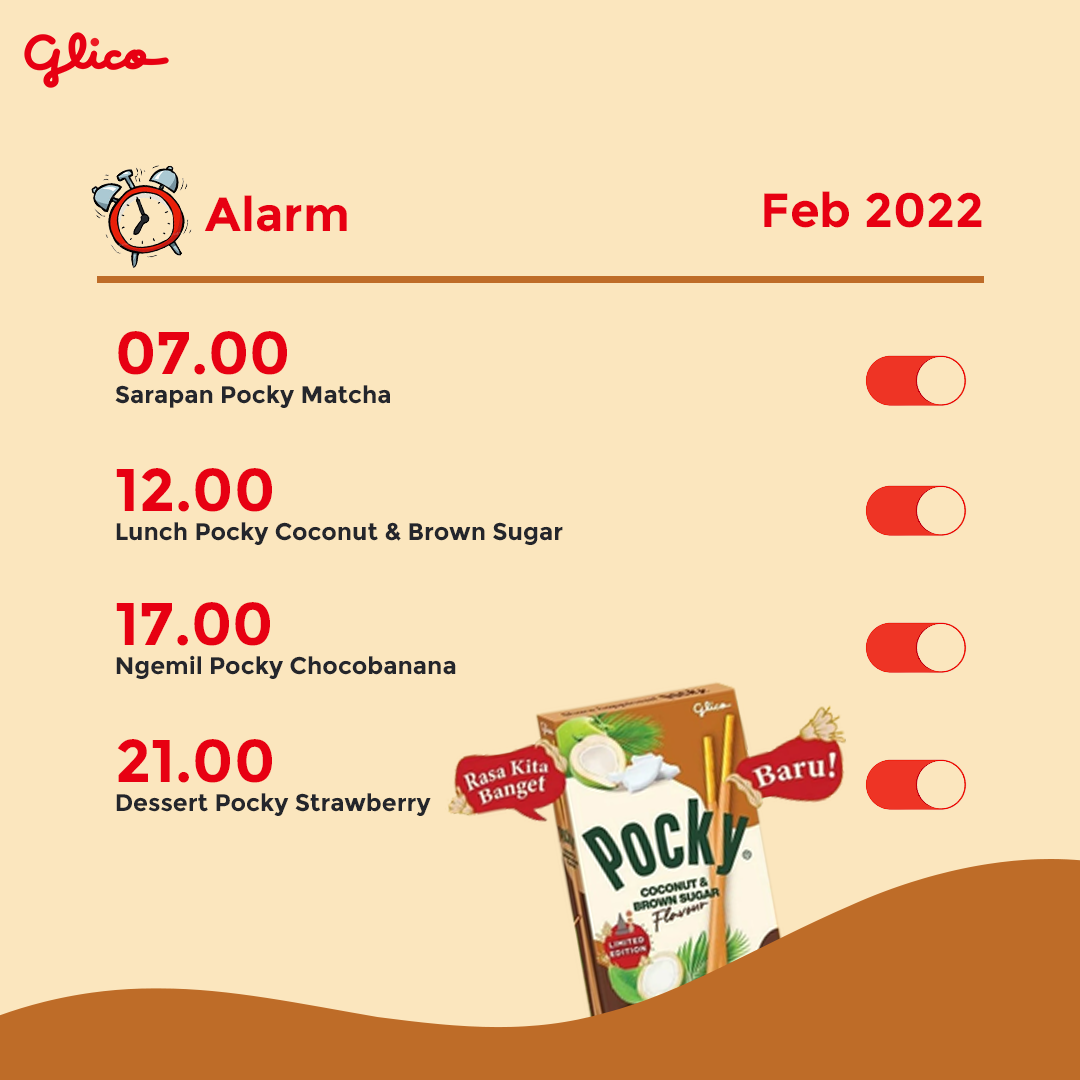 Glico
Alarm
Feb 2022
07.00
Sarapan Pocky Matcha
12.00
Lunch Pocky Coconut & Brown Sugar
17.00
Ngemil Pocky Chocobanana
21.00
Dessert Pocky Strawberry
Glico
Rasa Kita
Banget
Baru!
Pocky
COCONUT &
BROWN SUGAR
Flavour
LIMITED
EDITION